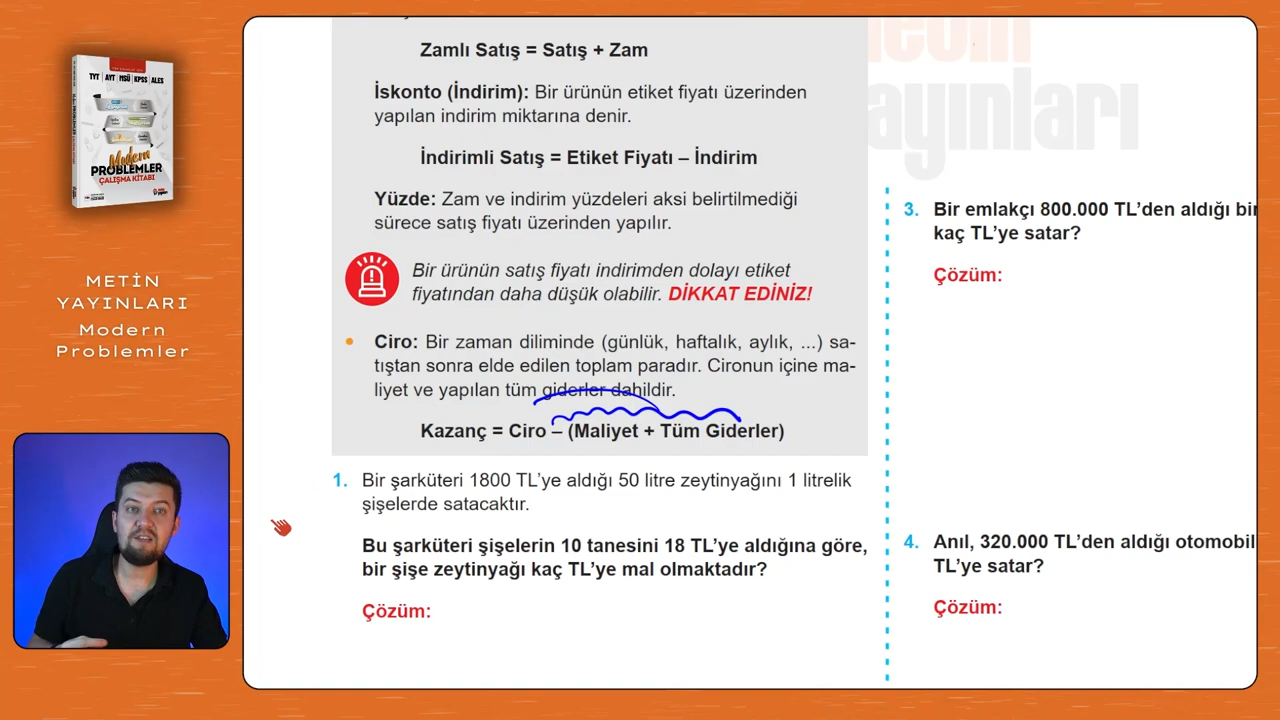 TYT AYT MSÜ KPSS ALES
Modern
PROBLEMLER
ÇALIŞMA KİTABI
METİN
YAYINLARI
Modern
Problemler
Zamlı Satış = Satış + Zam
İskonto (İndirim): Bir ürünün etiket fiyatı üzerinden
yapılan indirim miktarına denir.
İndirimli Satış = Etiket Fiyatı – İndirim
Yüzde: Zam ve indirim yüzdeleri aksi belirtilmediği
sürece satış fiyatı üzerinden yapılır.
Bir ürünün satış fiyatı indirimden dolayı etiket
fiyatından daha düşük olabilir. DİKKAT EDİNİZ!
Ciro: Bir zaman diliminde (günlük, haftalık, aylık, ...) sa-
tıştan sonra elde edilen toplam paradır. Cironun içine ma-
liyet ve yapılan tüm giderler dahildir.
Kazanç = Ciro – (Maliyet + Tüm Giderler)
1. Bir şarküteri 1800 TL’ye aldığı 50 litre zeytinyağını 1 litrelik
şişelerde satacaktır.
Bu şarküteri şişelerin 10 tanesini 18 TL’ye aldığına göre,
bir şişe zeytinyağı kaç TL’ye mal olmaktadır?
Çözüm:
metin
yayınları
3. Bir emlakçı 800.000 TL’den aldığı bir
kaç TL’ye satar?
Çözüm:
4. Anıl, 320.000 TL’den aldığı otomobil
TL’ye satar?
Çözüm: